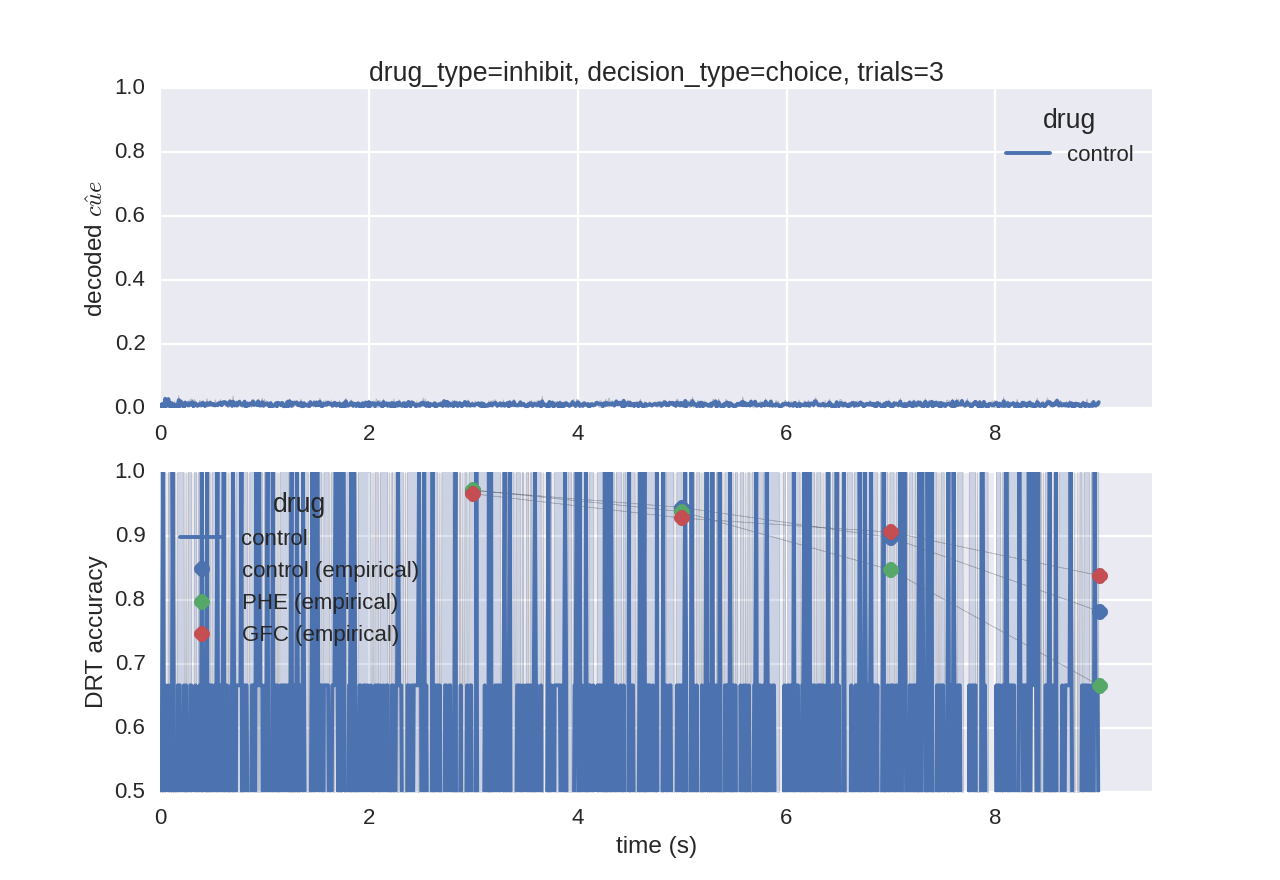 drug_type=inhibit, decision_type=choice, trials=3
1.0
0.8
0.6
0.4
0.2
0.0
decoded cûe
drug
control
0 2 4 6 8
1.0
0.9
0.8
0.7
0.6
0.5
DRT accuracy
drug
control
control (empirical)
PHE (empirical)
GFC (empirical)
0 2 4 6 8
time (s)